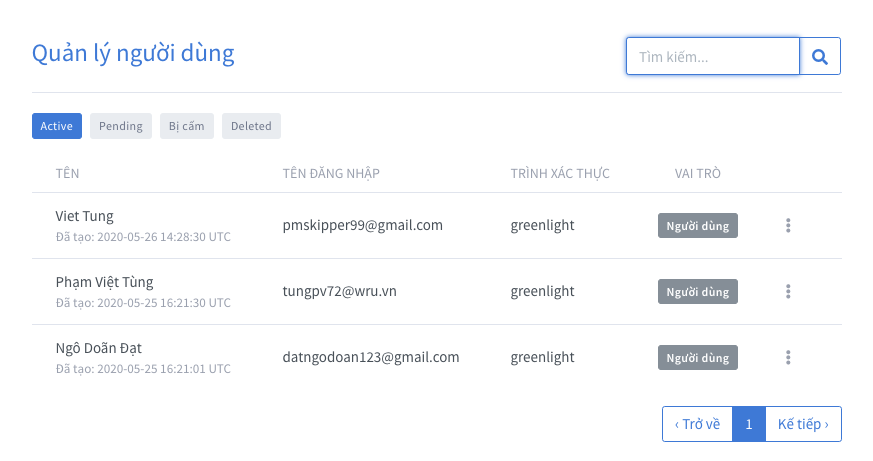 Quản lý người dùng
Tìm kiếm...
Active Pending Bị cấm Deleted
TÊN TÊN ĐĂNG NHẬP TRÌNH XÁC THỰC VAI TRÒ
Viet Tung
Đã tạo: 2020-05-26 14:28:30 UTC
pmskipper99@gmail.com greenlight Người dùng
Phạm Việt Tùng
Đã tạo: 2020-05-25 16:21:30 UTC
tungpv72@wru.vn greenlight Người dùng
Ngô Doãn Đạt
Đã tạo: 2020-05-25 16:21:01 UTC
datngodoan123@gmail.com greenlight Người dùng
‹ Trở về 1 Kế tiếp ›